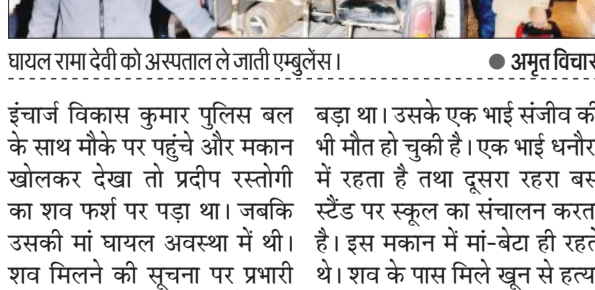 घायल रामा देवी को अस्पताल ले जाती एम्बुलेंस।
● अमृत विचार
इंचार्ज विकास कुमार पुलिस बल
के साथ मौके पर पहुंचे और मकान
खोलकर देखा तो प्रदीप रस्तोगी
का शव फर्श पर पड़ा था। जबकि
उसकी मां घायल अवस्था में थी।
शव मिलने की सूचना पर प्रभारी
बड़ा था। उसके एक भाई संजीव की
भी मौत हो चुकी है। एक भाई धनौर
में रहता है तथा दूसरा रहरा बस
स्टैंड पर स्कूल का संचालन करत
है। इस मकान में मां-बेटा ही रहते
थे। शव के पास मिले खून से हत्य